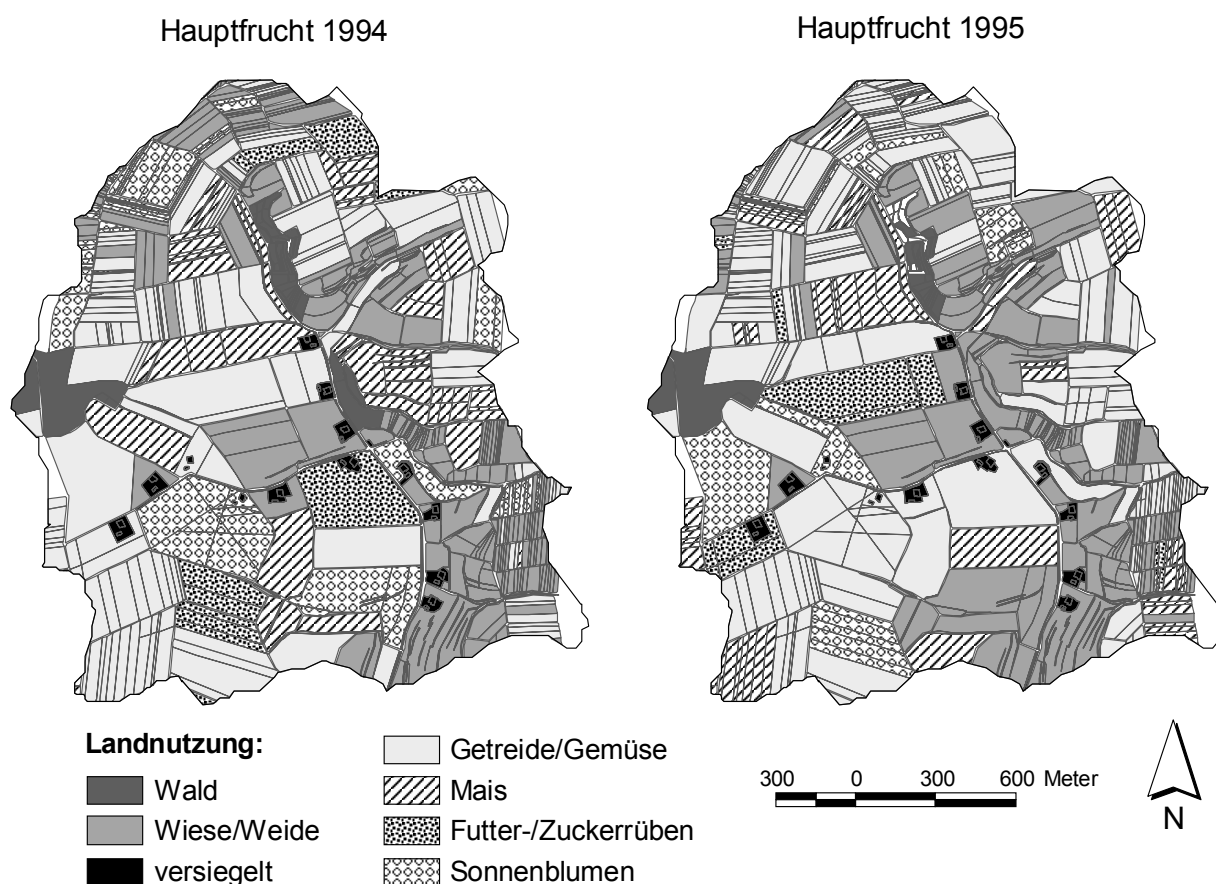 Hauptfrucht 1994
Hauptfrucht 1995
Landnutzung:
Wald
Wiese/Weide
versiegelt
Getreide/Gemüse
Mais
Futter-/Zuckerrüben
Sonnenblumen
300 0 300 600 Meter
N